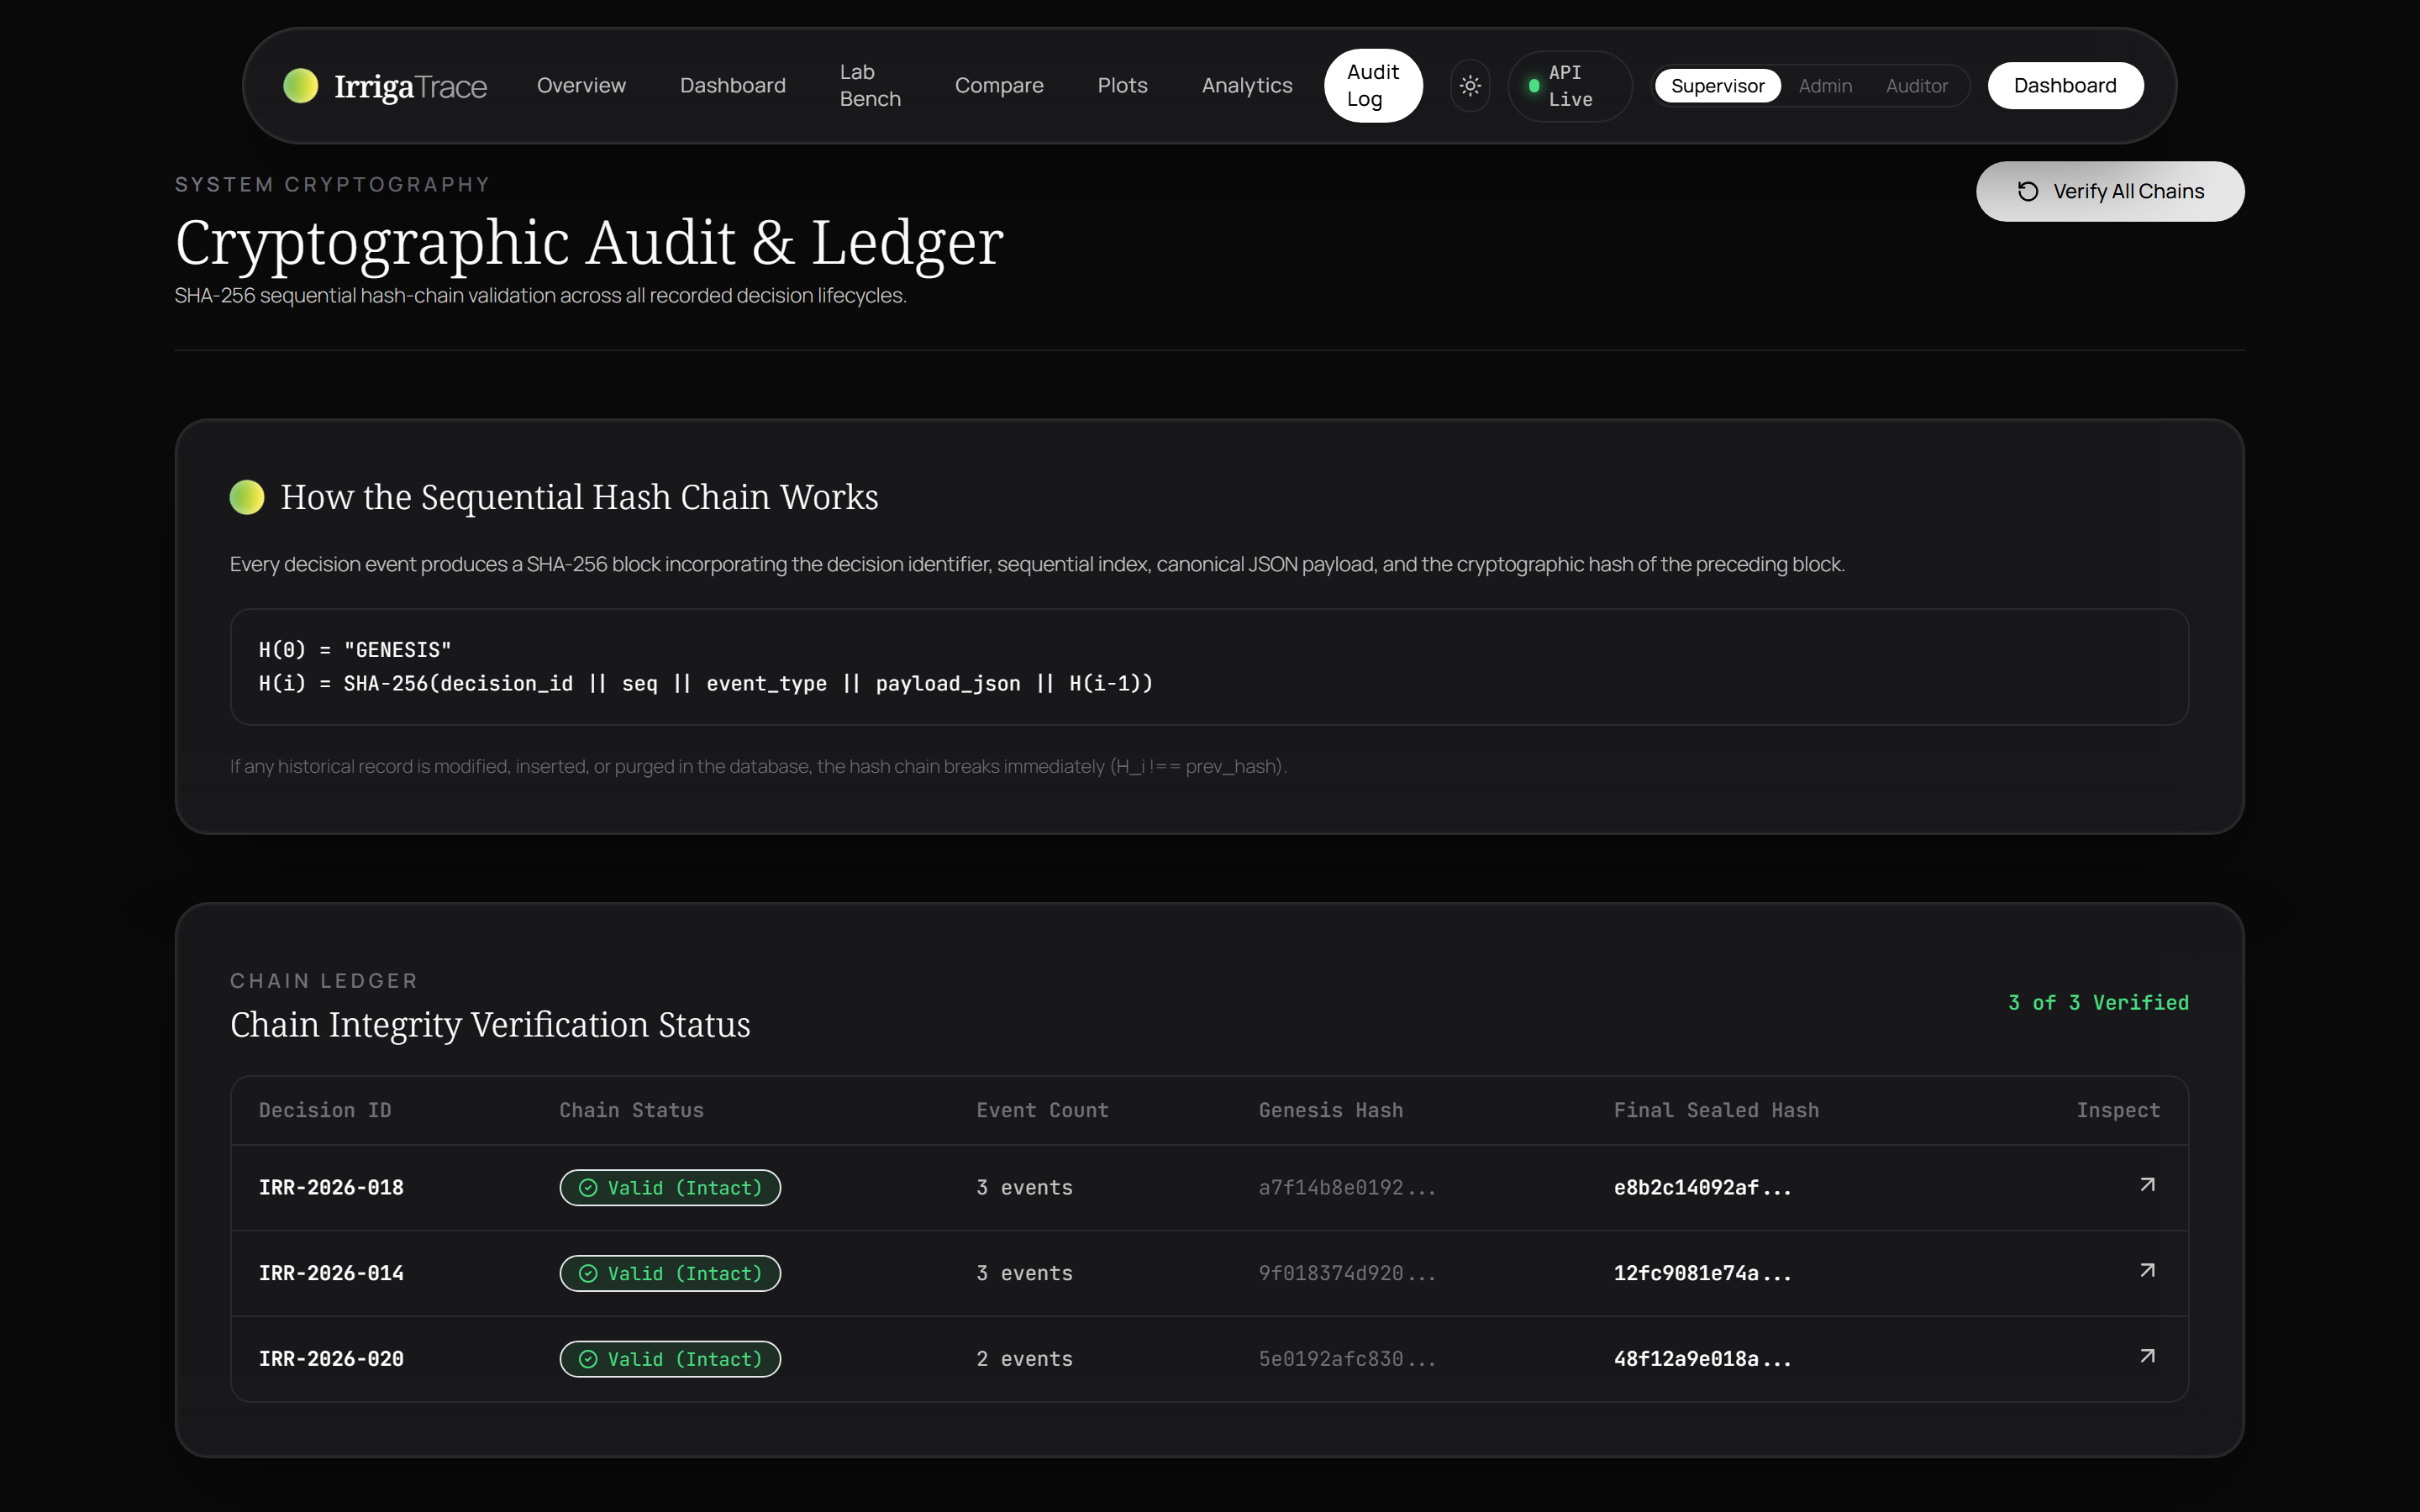 IrrigaTrace
Overview
Dashboard
Lab
Bench
Compare
Plots
Analytics
Audit
Log
API
Live
Supervisor
Admin
Auditor
Dashboard
SYSTEM CRYPTOGRAPHY
Cryptographic Audit & Ledger
SHA-256 sequential hash-chain validation across all recorded decision lifecycles.
Verify All Chains
How the Sequential Hash Chain Works
Every decision event produces a SHA-256 block incorporating the decision identifier, sequential index, canonical JSON payload, and the cryptographic hash of the preceding block.
H(0) = "GENESIS"
H(i) = SHA-256(decision_id || seq || event_type || payload_json || H(i-1))
If any historical record is modified, inserted, or purged in the database, the hash chain breaks immediately (H_i !== prev_hash).
CHAIN LEDGER
Chain Integrity Verification Status
3 of 3 Verified
Decision ID Chain Status Event Count Genesis Hash Final Sealed Hash Inspect
IRR-2026-018 Valid (Intact) 3 events a7f14b8e0192... e8b2c14092af...
IRR-2026-014 Valid (Intact) 3 events 9f018374d920... 12fc9081e74a...
IRR-2026-020 Valid (Intact) 2 events 5e0192afc830... 48f12a9e018a...